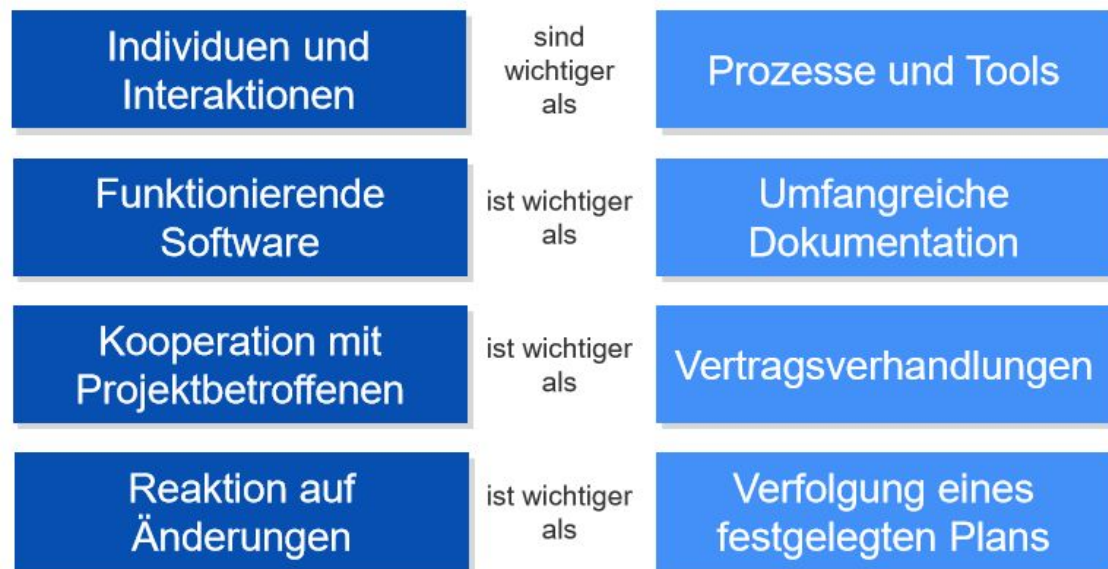 Individuen und
Interaktionen
sind
wichtiger
als
Prozesse und Tools
Funktionierende
Software
ist wichtiger
als
Umfangreiche
Dokumentation
Kooperation mit
Projektbetroffenen
ist wichtiger
als
Vertragsverhandlungen
Reaktion auf
Änderungen
ist wichtiger
als
Verfolgung eines
festgelegten Plans